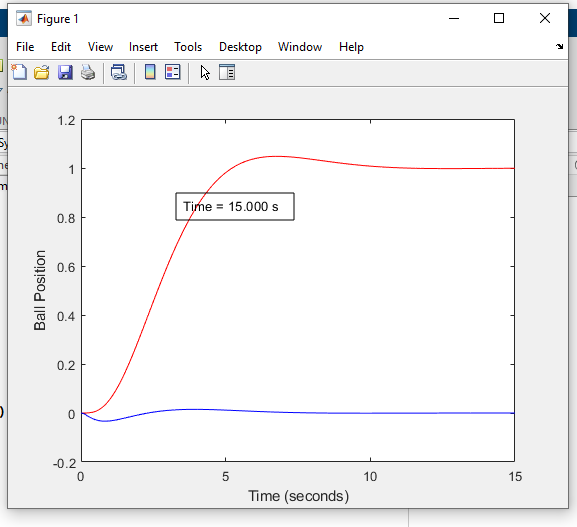 Figure 1
File Edit View Insert Tools Desktop Window Help
1.2
1
0.8
0.6
0.4
0.2
0
-0.2
Ball Position
Time = 15.000 s
0 5 10 15
Time (seconds)